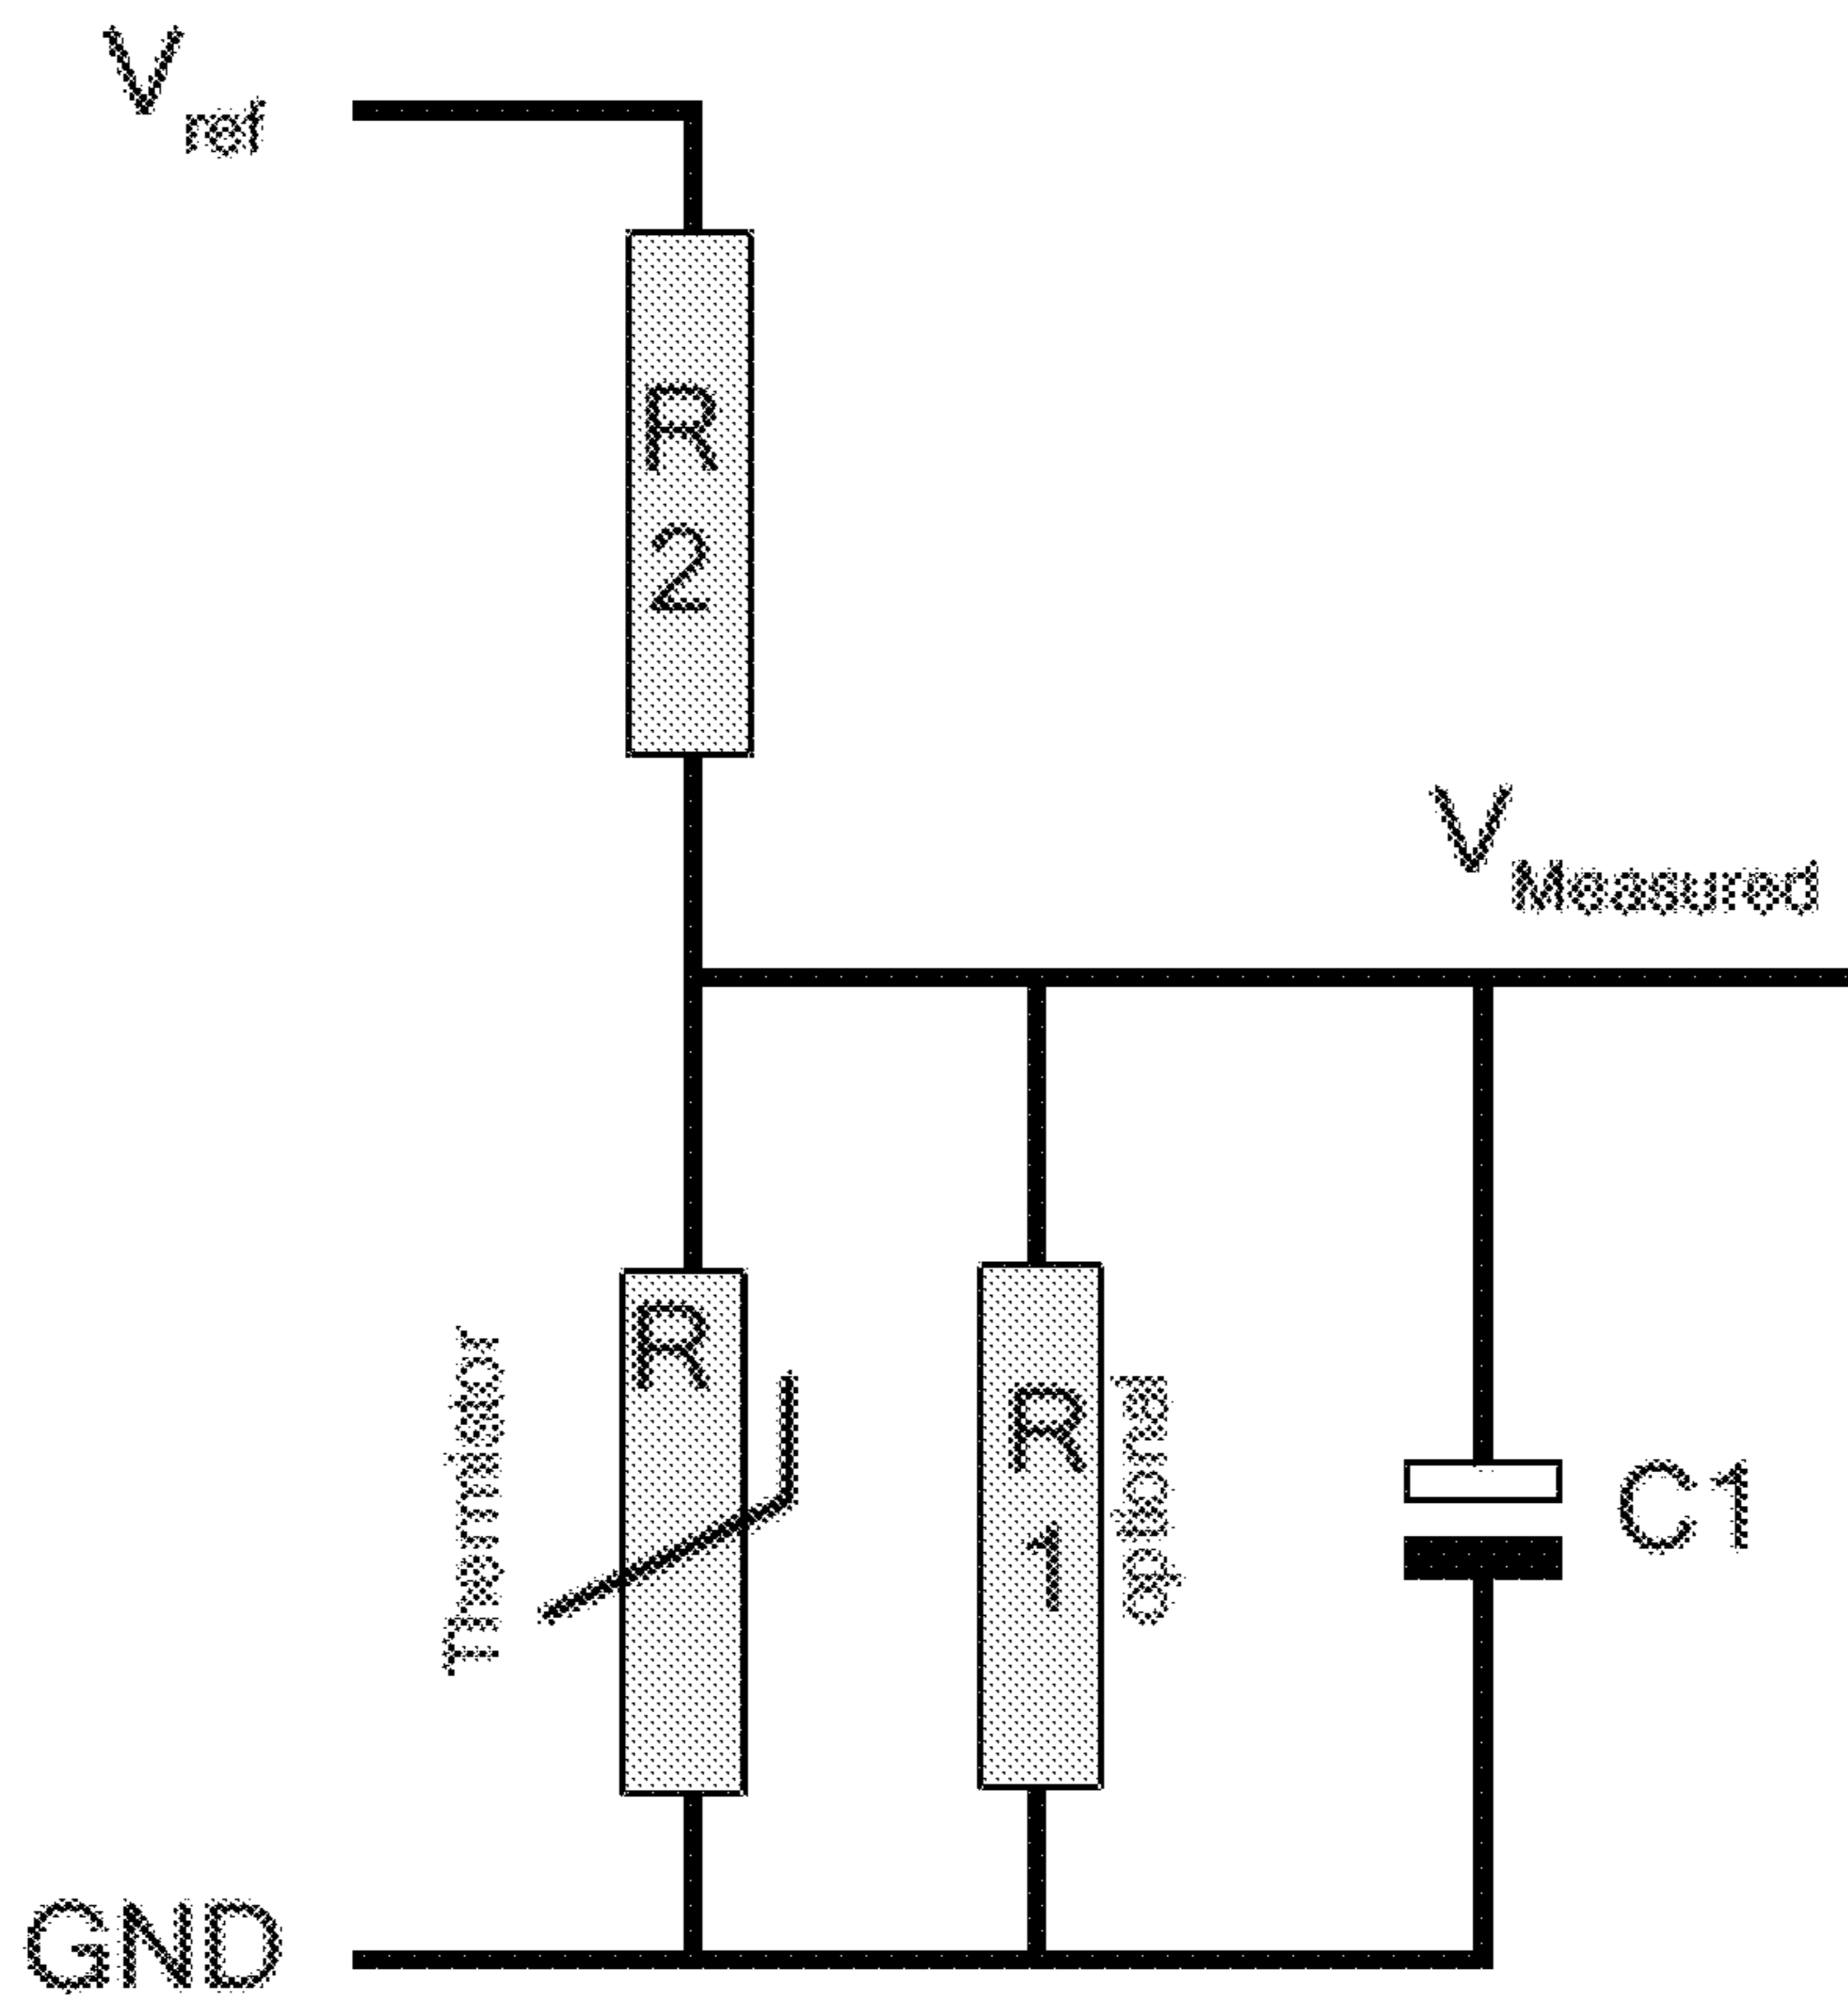 Vref
R
2
VMeasured
Thermistor
R
R
1
optional
C1
GND